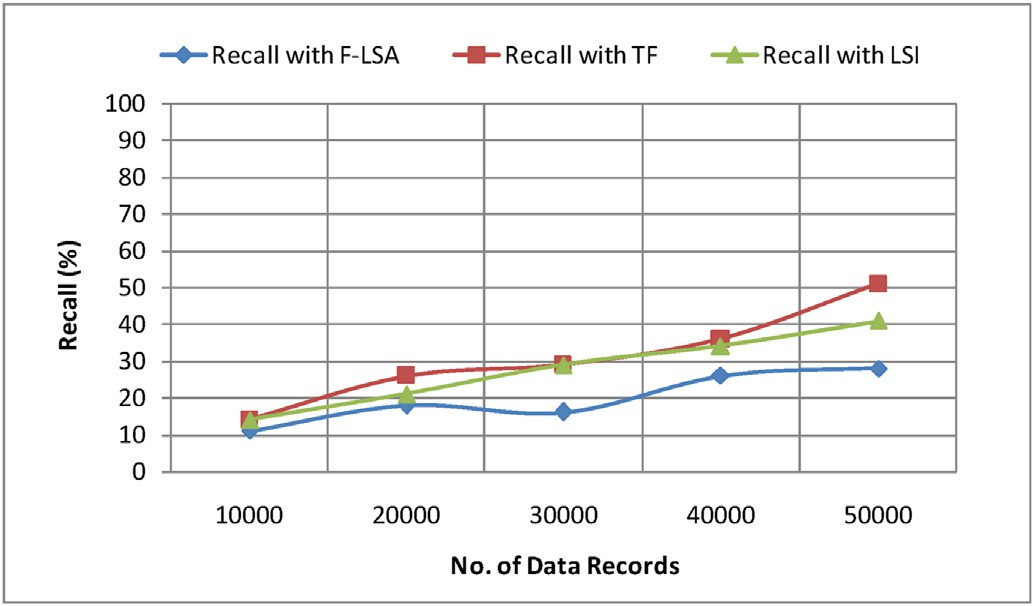 Recall with F-LSA Recall with TF Recall with LSI
100
90
80
70
60
50
40
30
20
10
0
Recall (%)
10000 20000 30000 40000 50000
No. of Data Records